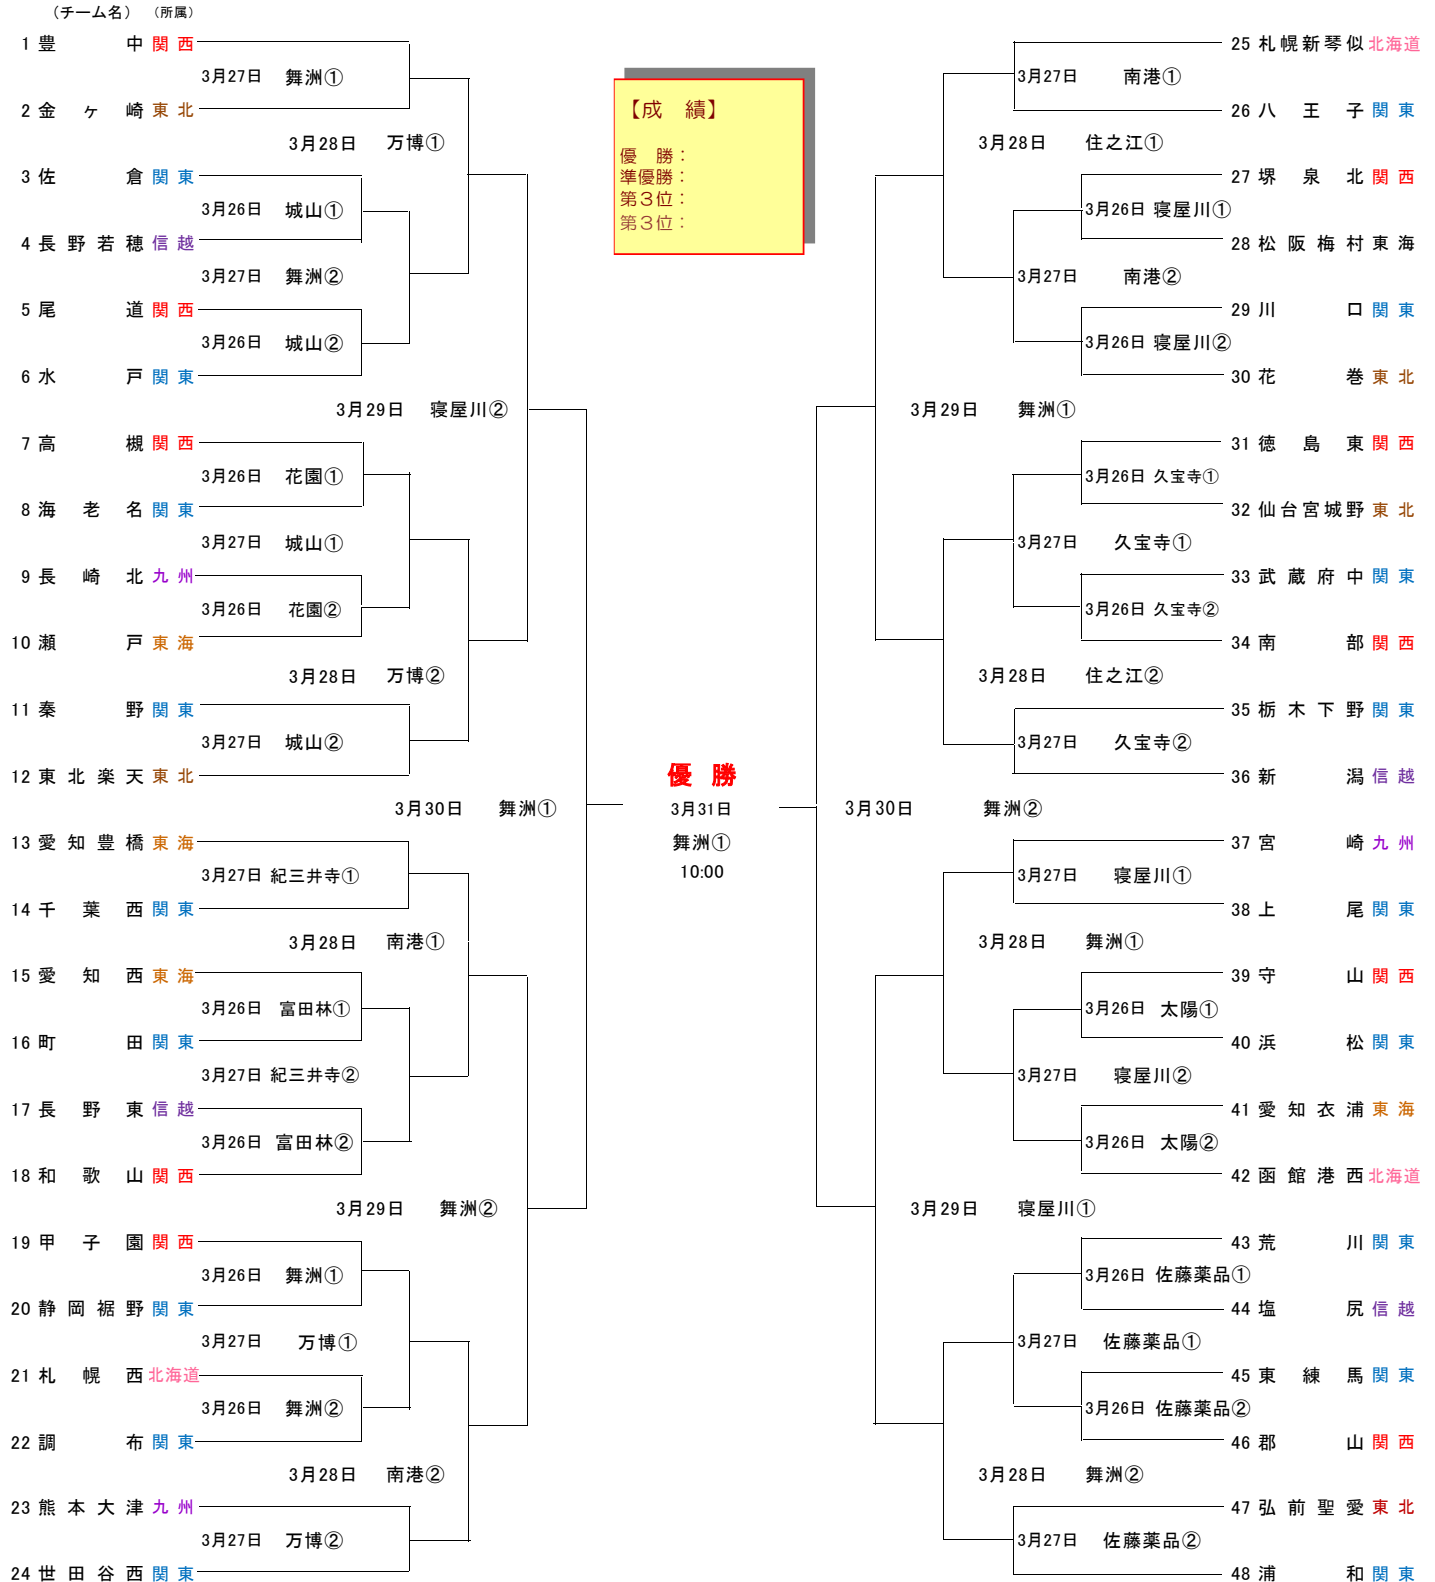 （チーム名）　（所属）
1 豊中 関西
3月27日　舞洲①
2 金ヶ崎 東北
3月28日　万博①
3 佐倉 関東
3月26日　城山①
4 長野若穂 信越
3月27日　舞洲②
5 尾道 関西
3月26日　城山②
6 水戸 関東
3月29日　寝屋川②
7 高槻 関西
3月26日　花園①
8 海老名 関東
3月27日　城山①
9 長崎北 九州
3月26日　花園②
10 瀬戸 東海
3月28日　万博②
11 秦野 関東
3月27日　城山②
12 東北楽天 東北
3月30日　舞洲①
13 愛知豊橋 東海
3月27日 紀三井寺①
14 千葉西 関東
3月28日　南港①
15 愛知西 東海
3月26日　富田林①
16 町田 関東
3月27日 紀三井寺②
17 長野東 信越
3月26日　富田林②
18 和歌山 関西
3月29日　舞洲②
19 甲子園 関西
3月26日　舞洲①
20 静岡裾野 関東
3月27日　万博①
21 札幌西 北海道
3月26日　舞洲②
22 調布 関東
3月28日　南港②
23 熊本大津 九州
3月27日　万博②
24 世田谷西 関東
【成　績】
優　勝：
準優勝：
第３位：
第３位：
優 勝
3月31日
舞洲①
10:00
25 札幌新琴似 北海道
3月27日　南港①
26 八王子 関東
3月28日　住之江①
27 堺泉北 関西
3月26日 寝屋川①
28 松阪梅村 東海
3月27日　南港②
29 川口 関東
3月26日 寝屋川②
30 花巻 東北
3月29日　舞洲①
31 徳島東 関西
3月26日 久宝寺①
32 仙台宮城野 東北
3月27日　久宝寺①
33 武蔵府中 関東
3月26日 久宝寺②
34 南部 関西
3月28日　住之江②
35 栃木下野 関東
3月27日　久宝寺②
36 新潟 信越
3月30日　舞洲②
37 宮崎 九州
3月27日　寝屋川①
38 上尾 関東
3月28日　舞洲①
39 守山 関西
3月26日　太陽①
40 浜松 関東
3月27日　寝屋川②
41 愛知衣浦 東海
3月26日　太陽②
42 函館港西 北海道
3月29日　寝屋川①
43 荒川 関東
3月26日 佐藤薬品①
44 塩尻 信越
3月27日　佐藤薬品①
45 東練馬 関東
3月26日 佐藤薬品②
46 郡山 関西
3月28日　舞洲②
47 弘前聖愛 東北
3月27日　佐藤薬品②
48 浦和 関東